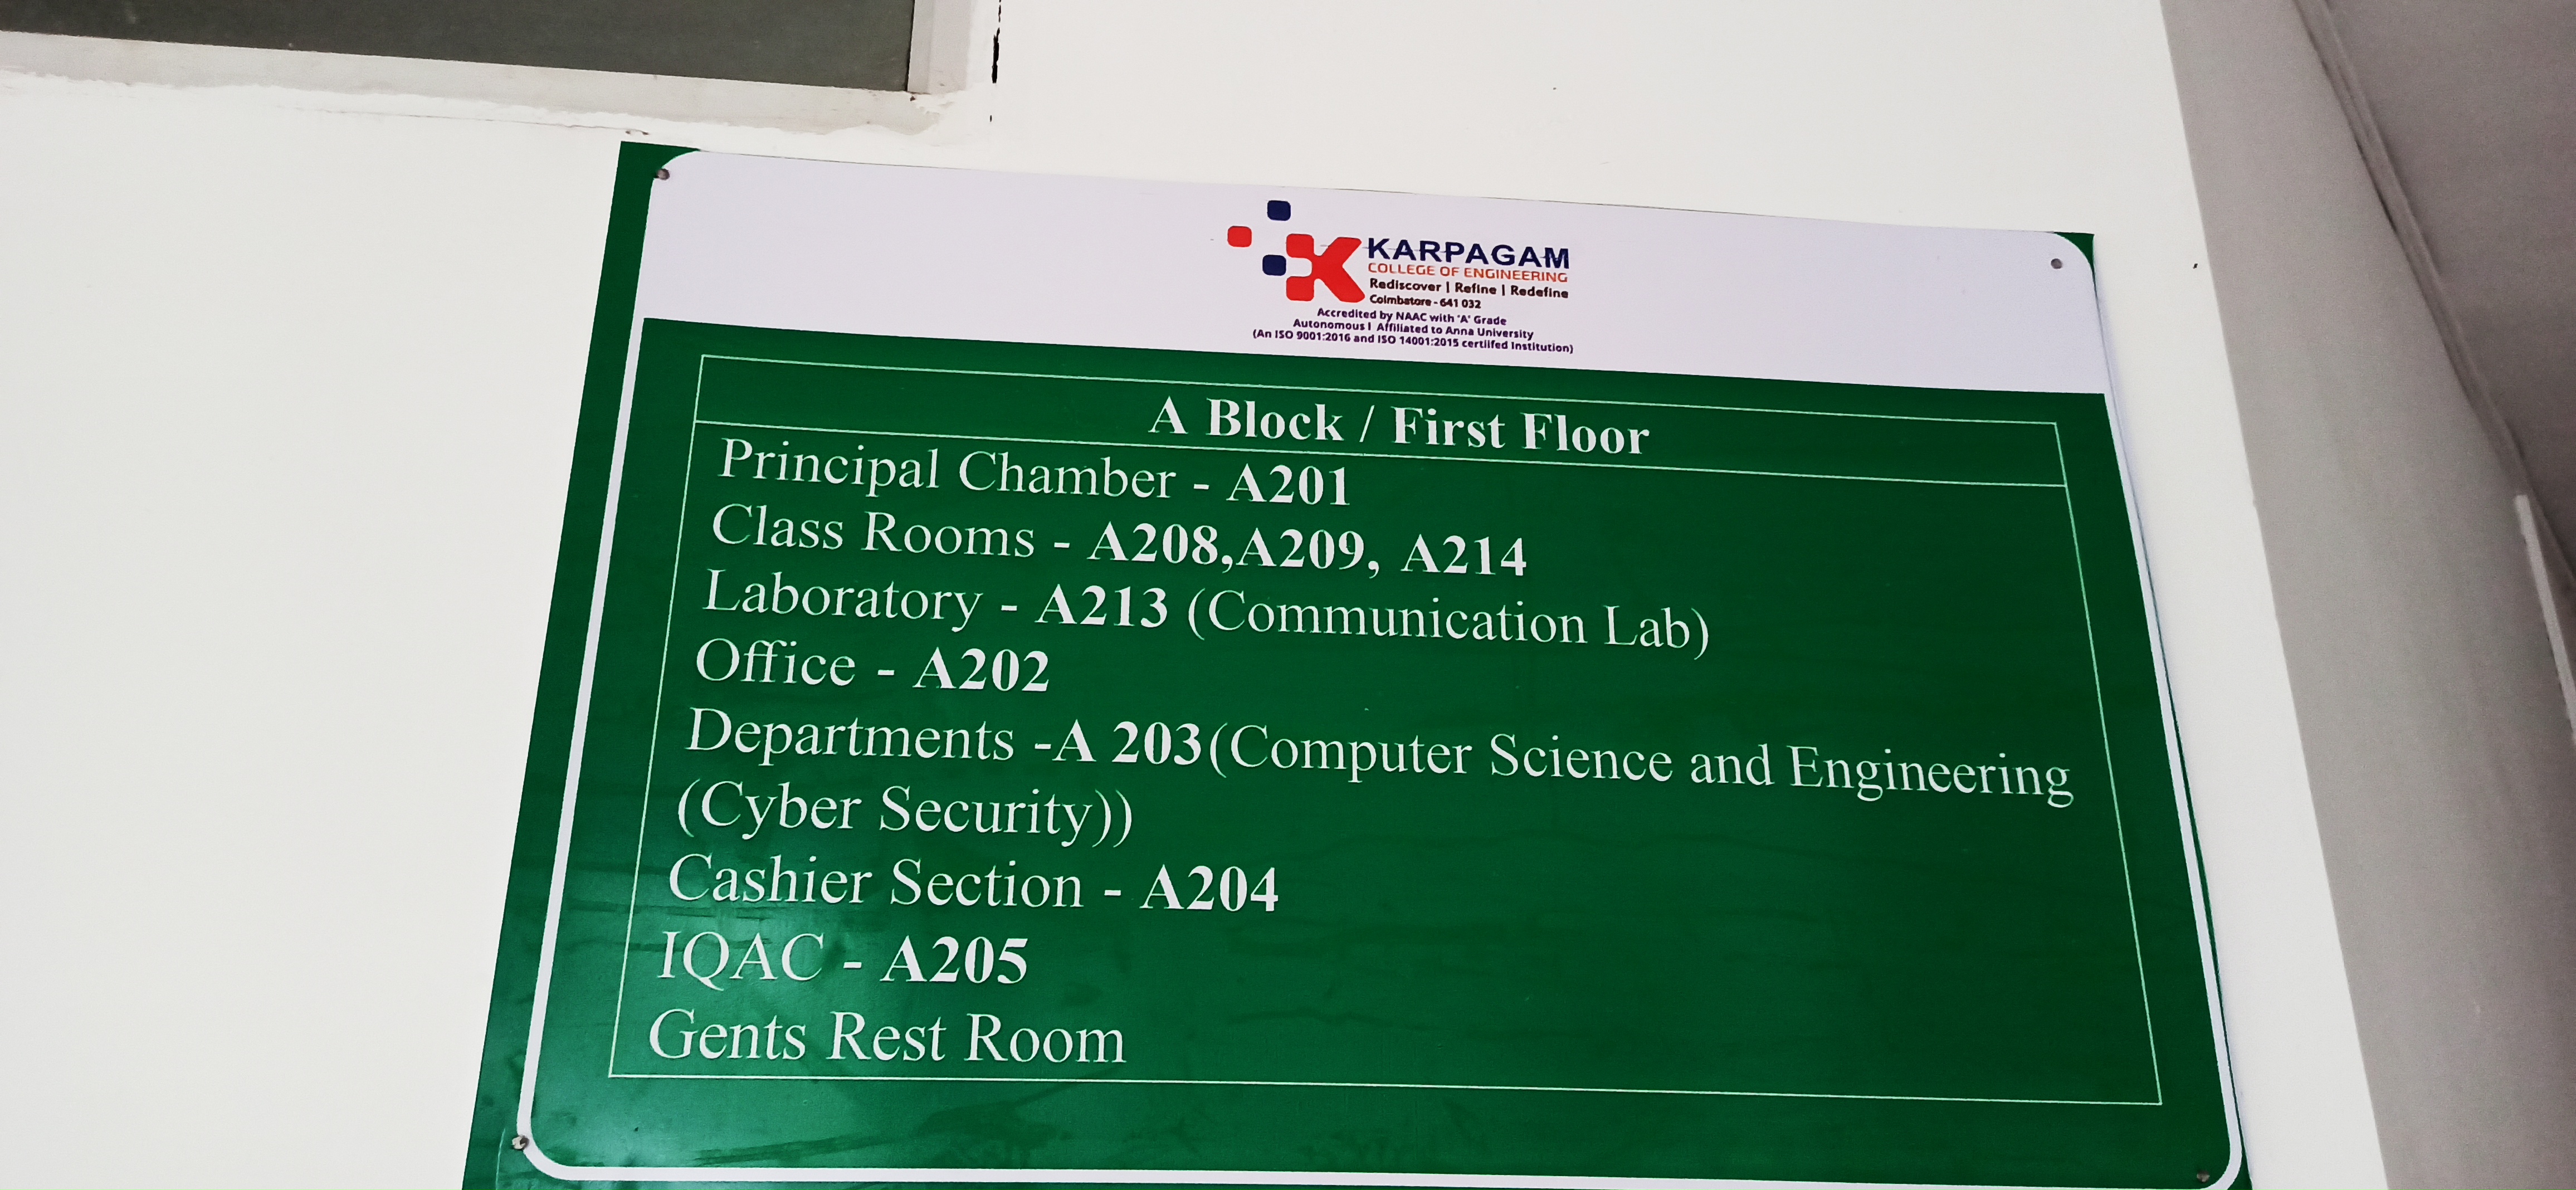 KARPAGAM
COLLEGE OF ENGINEERING
Rediscover | Refine | Redefine
Coimbatore - 641 032
Accredited by NAAC with 'A' Grade
Autonomous | Affiliated to Anna University
(An ISO 9001:2016 and ISO 14001:2015 certiifed Institution)
A Block / First Floor
Principal Chamber - A201
Class Rooms - A208,A209, A214
Laboratory - A213 (Communication Lab)
Office - A202
Departments -A 203(Computer Science and Engineering
(Cyber Security))
Cashier Section - A204
IQAC - A205
Gents Rest Room